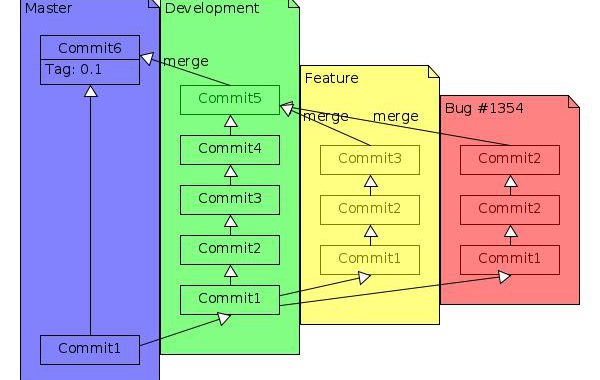 Master
Commit6
Tag: 0.1
Commit1
Development
merge
Commit5
Commit4
Commit3
Commit2
Commit1
Feature
merge
Commit3
Commit2
Commit1
merge
Bug #1354
Commit2
Commit2
Commit1